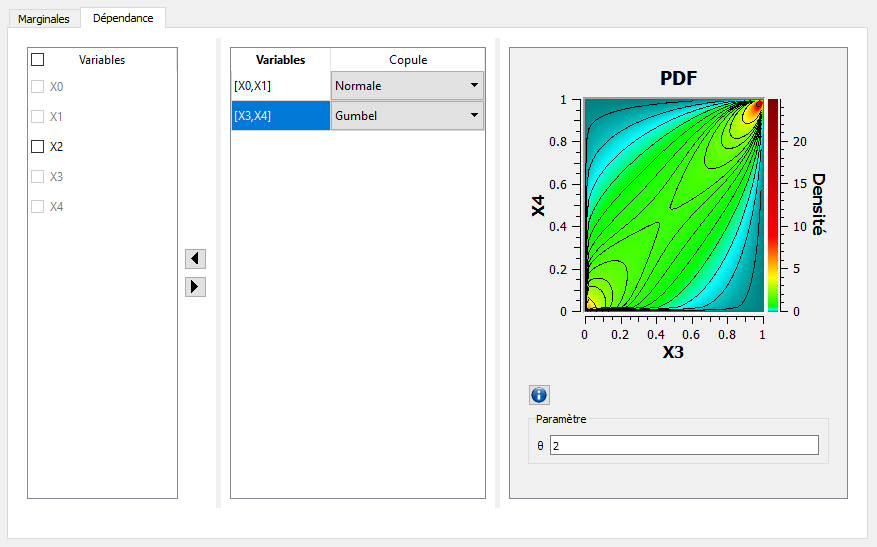 Marginales Dépendance
Variables
X0
X1
X2
X3
X4
Variables Copule
[X0,X1] Normale
[X3,X4] Gumbel
PDF
1
0.8
0.6
0.4
0.2
0
X4
0 0.2 0.4 0.6 0.8 1
X3
20
15
10
5
0
Densité
Paramètre
θ 2